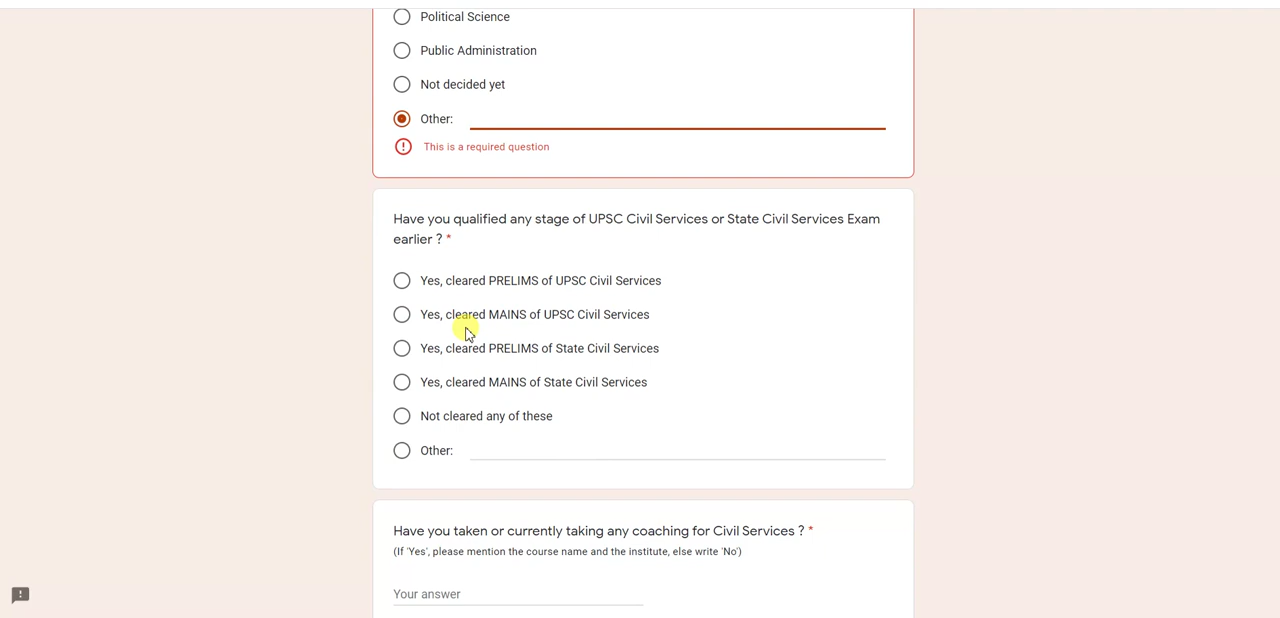 Political Science
Public Administration
Not decided yet
Other:
This is a required question
Have you qualified any stage of UPSC Civil Services or State Civil Services Exam
earlier ? *
Yes, cleared PRELIMS of UPSC Civil Services
Yes, cleared MAINS of UPSC Civil Services
Yes, cleared PRELIMS of State Civil Services
Yes, cleared MAINS of State Civil Services
Not cleared any of these
Other:
Have you taken or currently taking any coaching for Civil Services ? *
(If 'Yes', please mention the course name and the institute, else write 'No')
Your answer